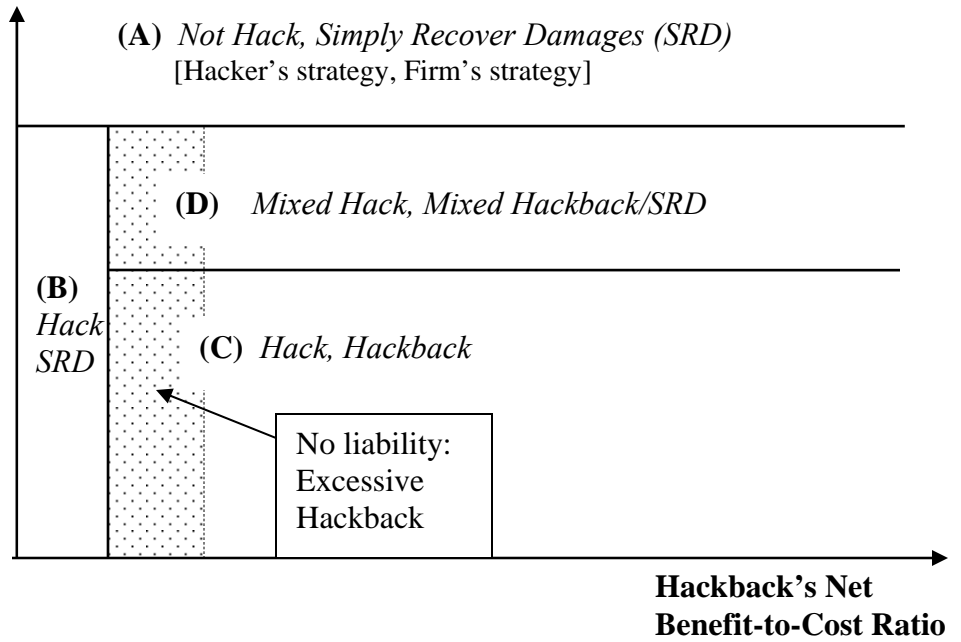 (A) Not Hack, Simply Recover Damages (SRD)
[Hacker’s strategy, Firm’s strategy]
(D) Mixed Hack, Mixed Hackback/SRD
(B)
Hack
SRD
(C) Hack, Hackback
No liability:
Excessive
Hackback
Hackback’s Net
Benefit-to-Cost Ratio